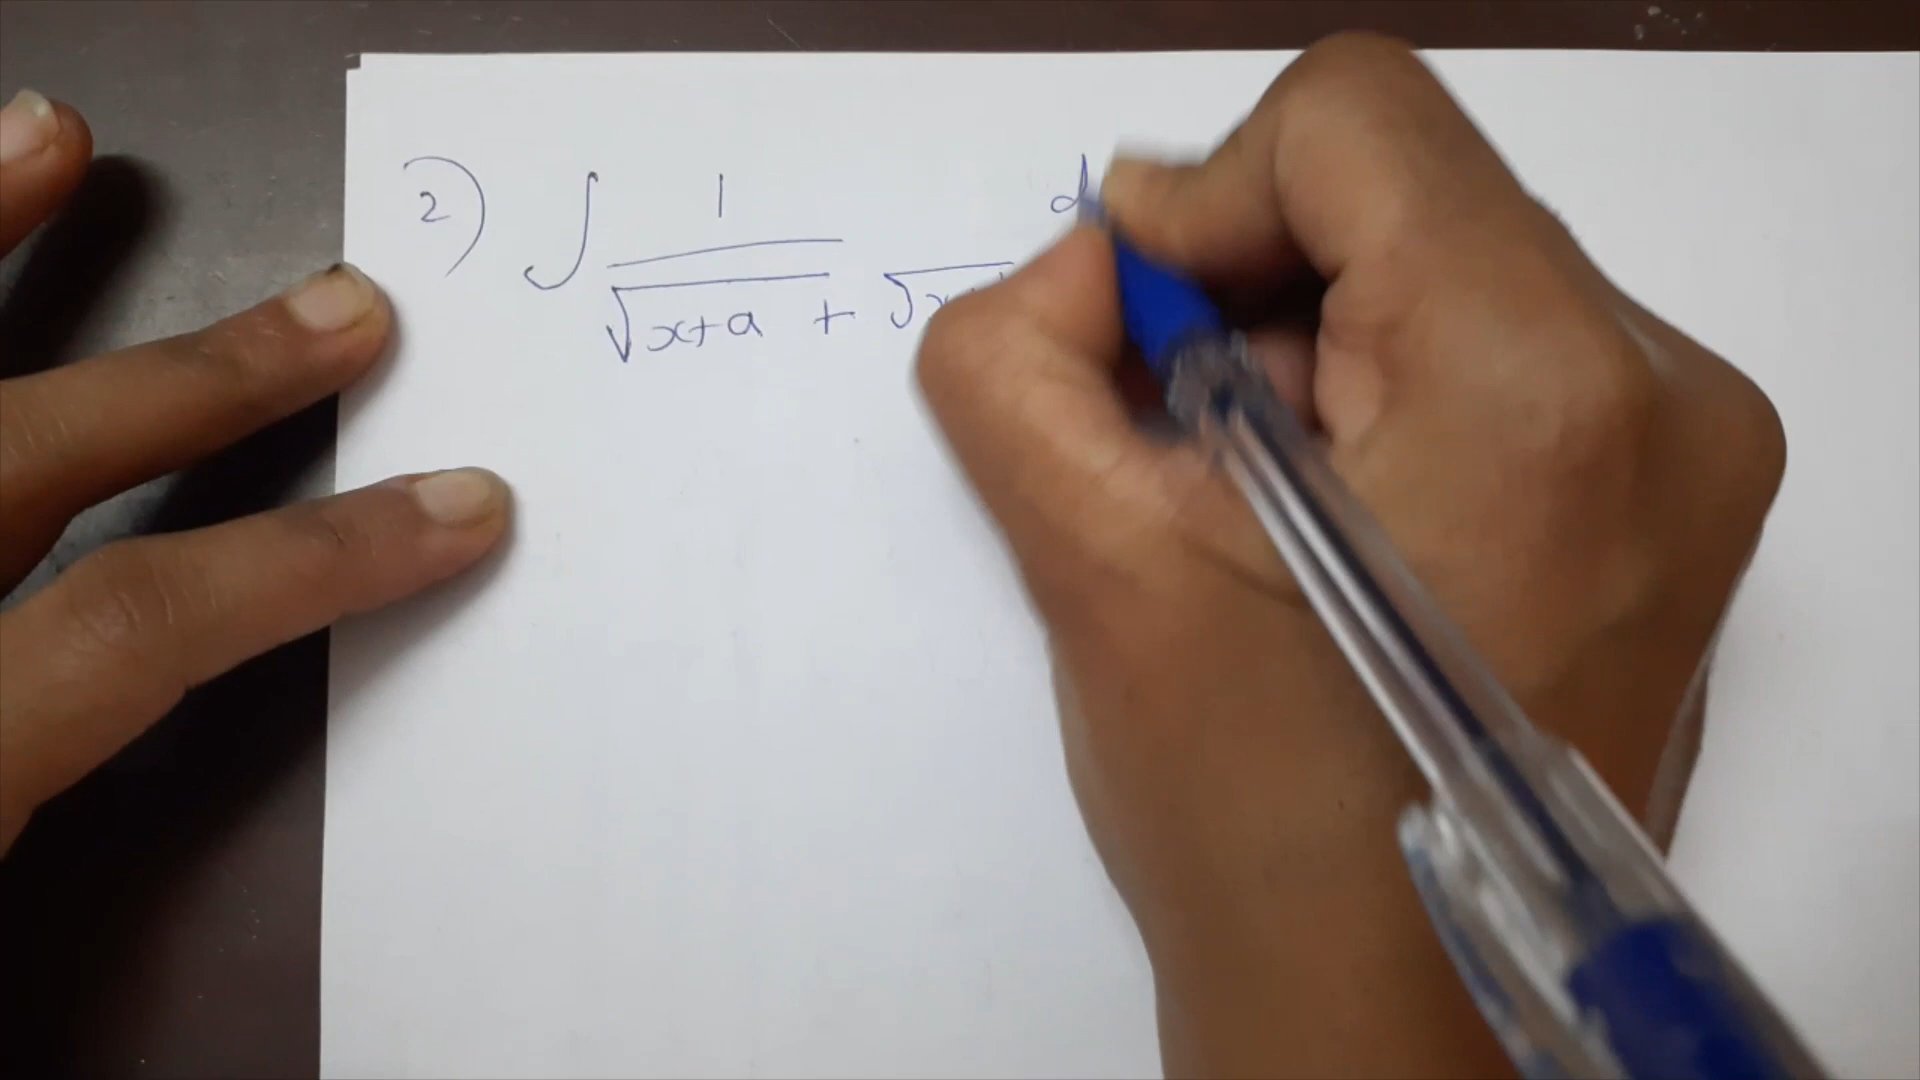 2) ∫ 1 / √(x+a) + √x d